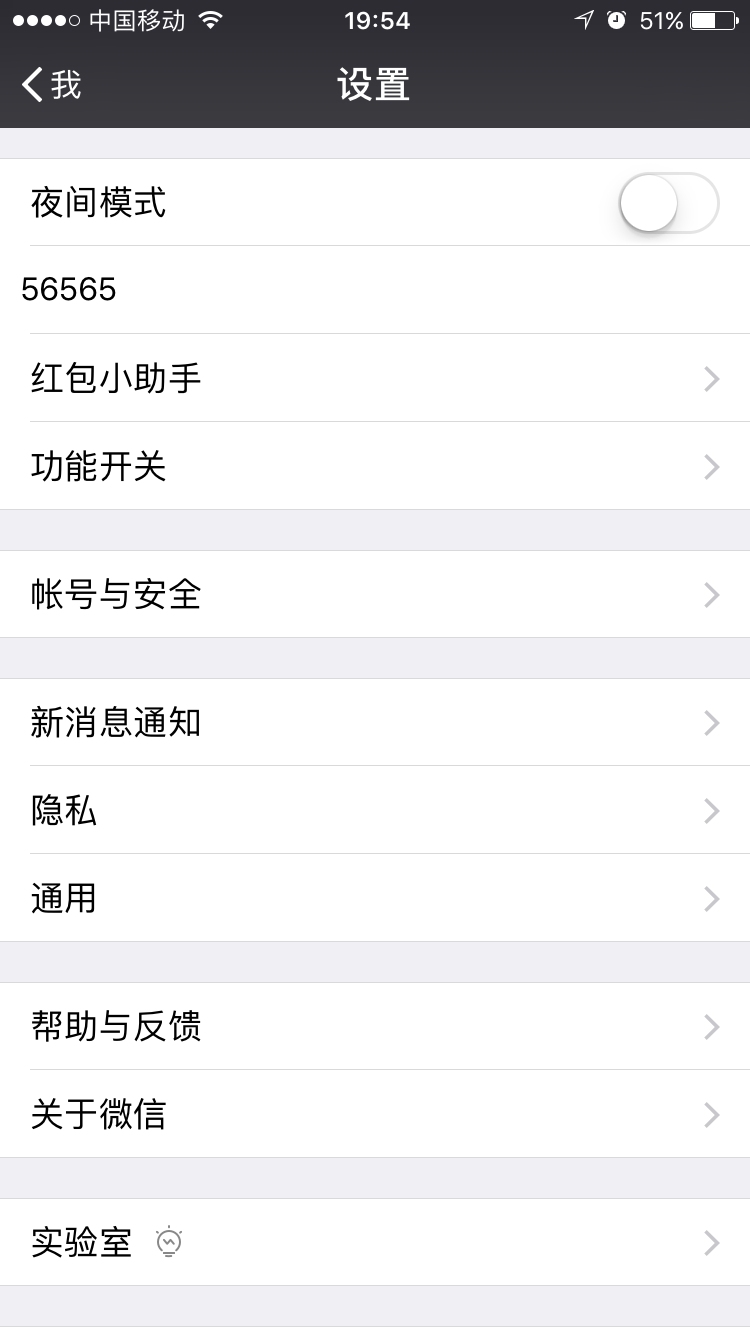 中国移动 19:54 51%
我 设置
夜间模式
56565
红包小助手
功能开关
帐号与安全
新消息通知
隐私
通用
帮助与反馈
关于微信
实验室